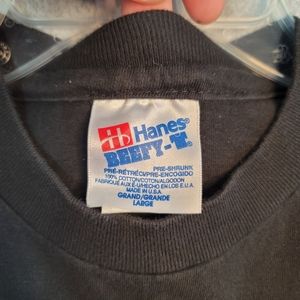 Hanes®
BEEFY-T®
PRE-SHRUNK
PRÉ-RÉTRÉCI/PRE-ENCOGIDO
100% COTTON/COTON/ALGODON
FABRIQUÉ AUX E-U/HECHO EN LOS E.U.A.
MADE IN U.S.A.
GRAND/GRANDE
LARGE